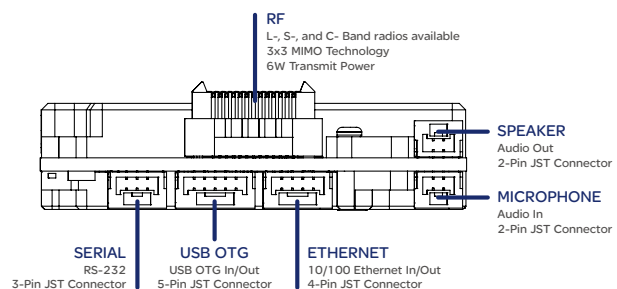 RF
L-, S-, and C- Band radios available
3x3 MIMO Technology
6W Transmit Power
SPEAKER
Audio Out
2-Pin JST Connector
MICROPHONE
Audio In
2-Pin JST Connector
SERIAL
RS-232
3-Pin JST Connector
USB OTG
USB OTG In/Out
5-Pin JST Connector
ETHERNET
10/100 Ethernet In/Out
4-Pin JST Connector